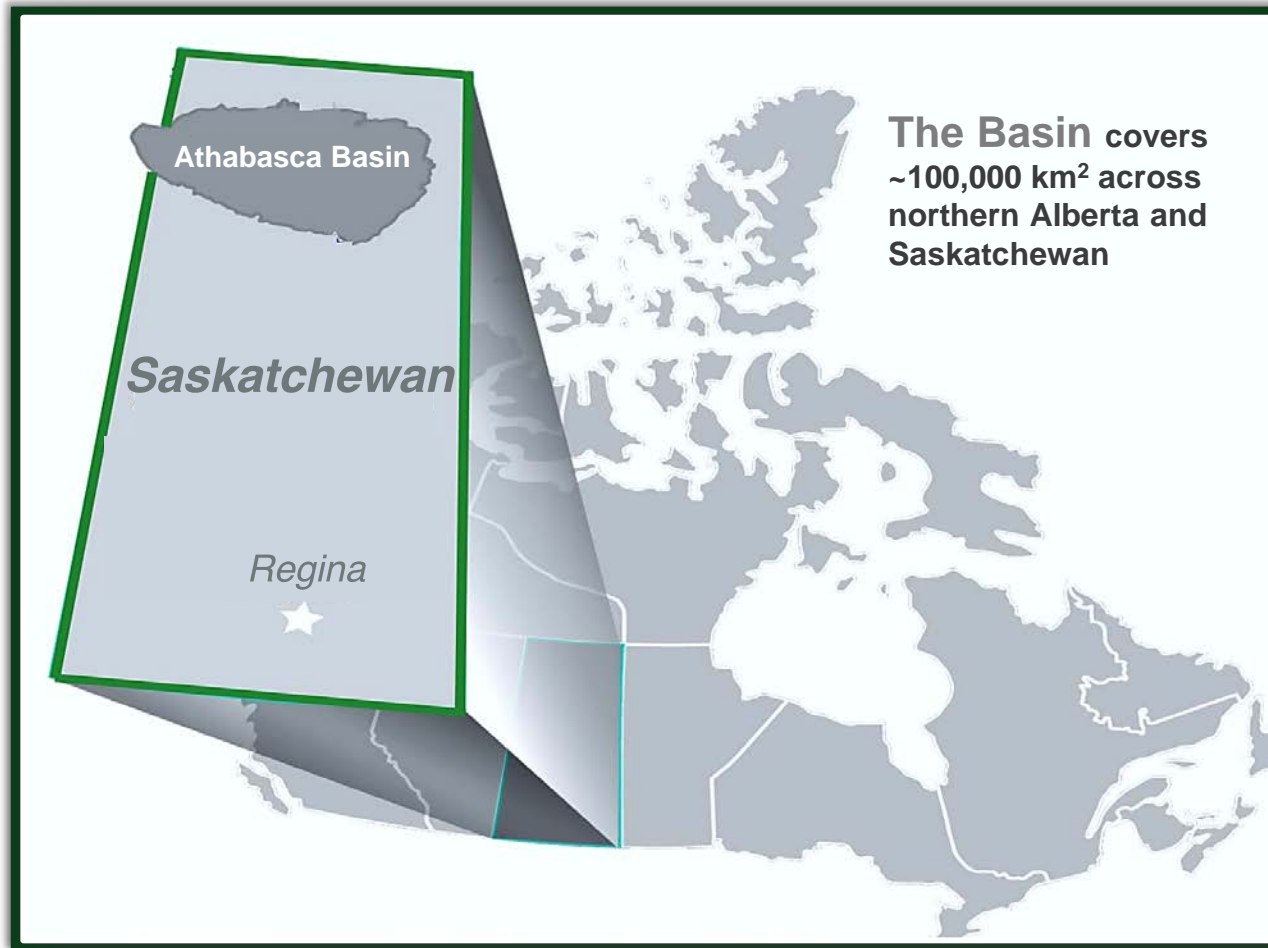 Athabasca Basin
The Basin covers
~100,000 km² across
northern Alberta and
Saskatchewan
Saskatchewan
Regina